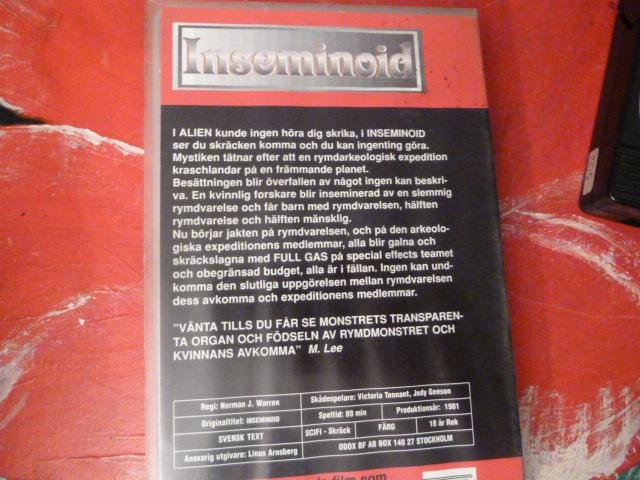 Inseminoid
I ALIEN kunde ingen höra dig skrika, i INSEMINOID
ser du skräcken komma och du kan ingenting göra.
Mystiken tätnar efter att en rymdarkeologisk expedition
kraschlandar på en främmande planet.
Besättningen blir överfallen av något ingen kan beskri-
va. En kvinnlig forskare blir inseminerad av en slemmig
rymdvarelse och får barn med rymdvarelsen, hälften
rymdvarelse och hälften mänsklig.
Nu börjar jakten på rymdvarelsen, och på den arkeolo-
giska expeditionens medlemmar, alla blir galna och
skräckslagna med FULL GAS på special effects teamet
och obegränsad budget, alla är i fällan. Ingen kan und-
komma den slutliga uppgörelsen mellan rymdvarelsen
dess avkomma och expeditionens medlemmar.
"VÄNTA TILLS DU FÅR SE MONSTRETS TRANSPAREN-
TA ORGAN OCH FÖDSELN AV RYMDMONSTRET OCH
KVINNANS AVKOMMA" M. Lee
Regi: Norman J. Warren
Skådespelare: Victoria Tennant, Judy Geeson
Originaltitel: INSEMINOID
Speltid: 89 min
Produktionsår: 1981
SVENSK TEXT
SCIFI - Skräck
FÄRG
18 år Rek
Ansvarig utgivare: Linus Arnsberg
DDOX BF AB BOX 140 27 STOCKHOLM